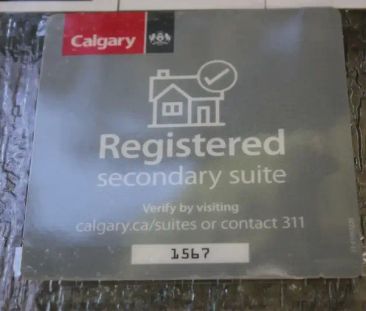 Calgary
Registered
secondary suite
Verify by visiting
calgary.ca/suites or contact 311
1567